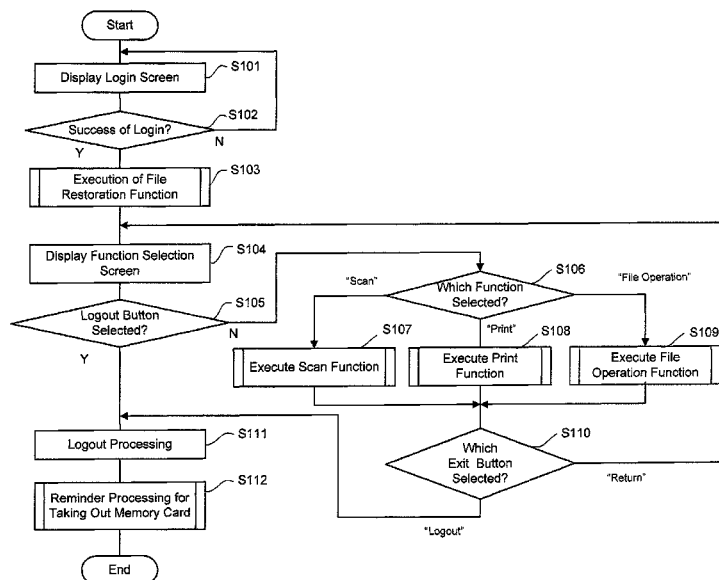 Start
S101
Display Login Screen
S102
Success of Login?
Y
N
S103
Execution of File
Restoration Function
S104
Display Function Selection
Screen
S105
Logout Button
Selected?
N
Y
S106
"Scan"
Which Function
Selected?
"File Operation"
"Print"
S107
Execute Scan Function
S108
Execute Print
Function
S109
Execute File
Operation Function
S110
Which
Exit Button
Selected?
"Return"
"Logout"
S111
Logout Processing
S112
Reminder Processing for
Taking Out Memory Card
End